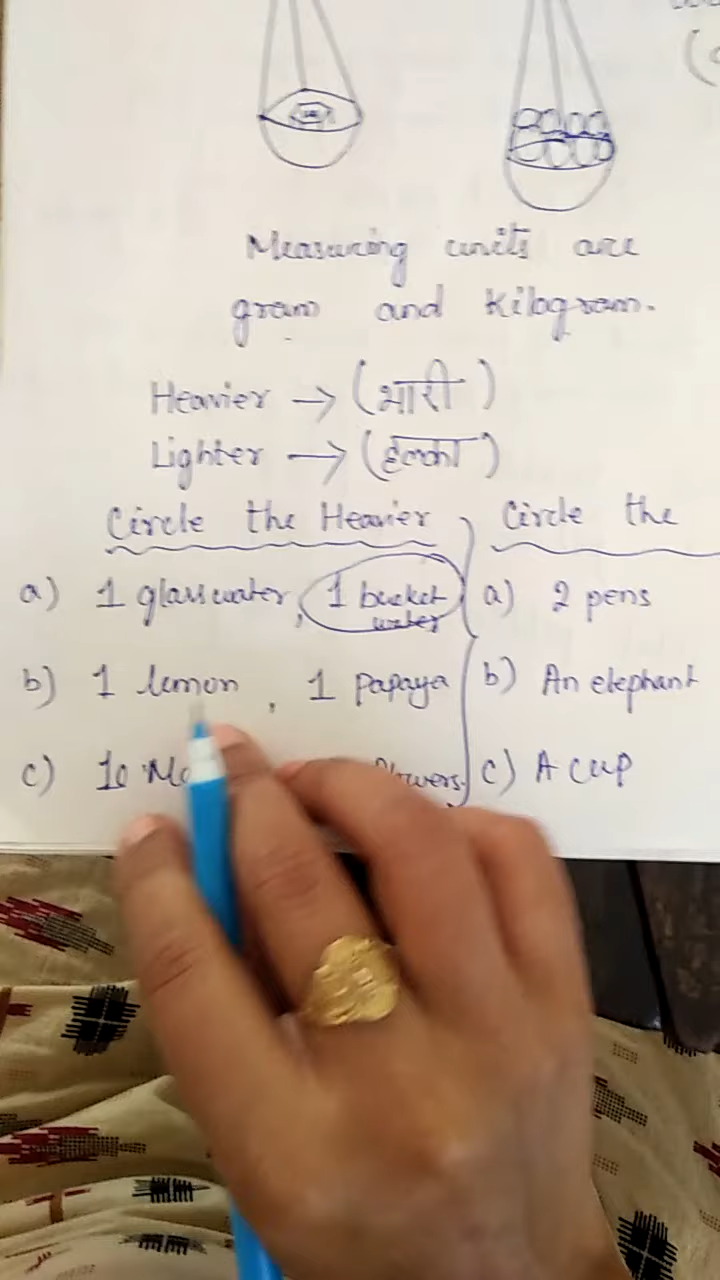 Measuring units are
gram and Kilogram.
Heavier → (भारी)
Lighter → (हल्का)
Circle the Heavier
a) 1 glass water, 1 bucket
water
b) 1 lemon , 1 Papaya
c) 10
Circle the
a) 2 pens
b) An elephant
c) A cup